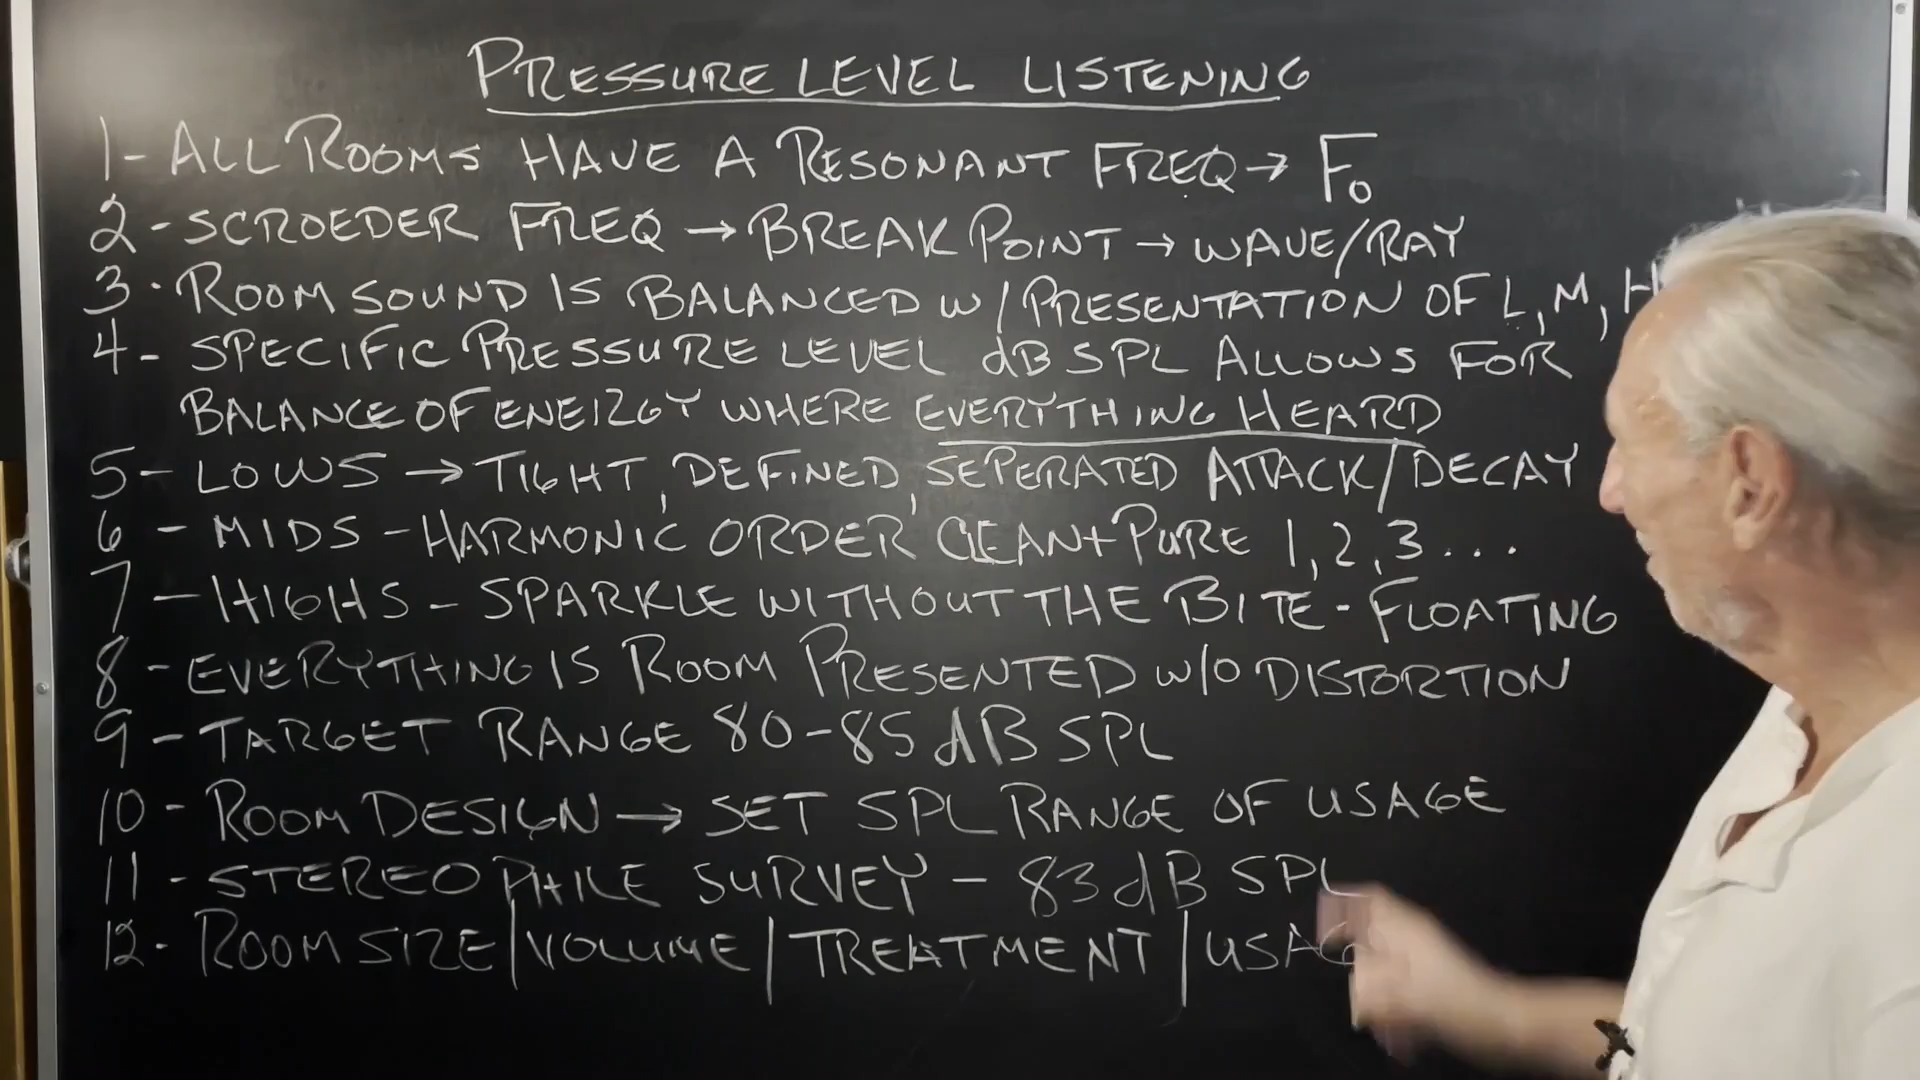 PRESSURE LEVEL LISTENING
1- ALL ROOMS HAVE A RESONANT FREQ → F0
2- SCROEDER FREQ → BREAK POINT → WAVE/RAY
3. ROOM SOUND IS BALANCED W/ PRESENTATION OF L, M, H
4- SPECIFIC PRESSURE LEVEL dB SPL ALLOWS FOR
BALANCE OF ENERGY WHERE EVERYTHING HEARD
5- LOWS → TIGHT, DEFINED, SEPERATED ATTACK/DECAY
6- MIDS - HARMONIC ORDER CLEAN + PURE 1, 2, 3...
7- HIGHS - SPARKLE WITHOUT THE BITE - FLOATING
8- EVERYTHING IS ROOM PRESENTED W/O DISTORTION
9- TARGET RANGE 80-85 dB SPL
10- ROOM DESIGN → SET SPL RANGE OF USAGE
11- STEREOPHILE SURVEY - 83 dB SPL
12- ROOM SIZE | VOLUME | TREATMENT |